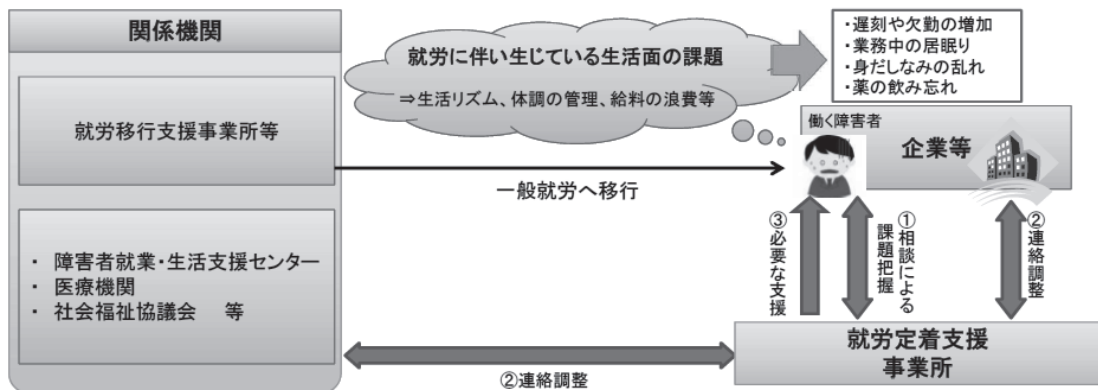 関係機関
就労移行支援事業所等
・ 障害者就業・生活支援センター
・ 医療機関
・ 社会福祉協議会 等
就労に伴い生じている生活面の課題
⇒生活リズム、体調の管理、給料の浪費等
・遅刻や欠勤の増加
・業務中の居眠り
・身だしなみの乱れ
・薬の飲み忘れ
働く障害者
企業等
一般就労へ移行
③必要な支援
①相談による
課題把握
②連絡調整
就労定着支援
事業所
②連絡調整